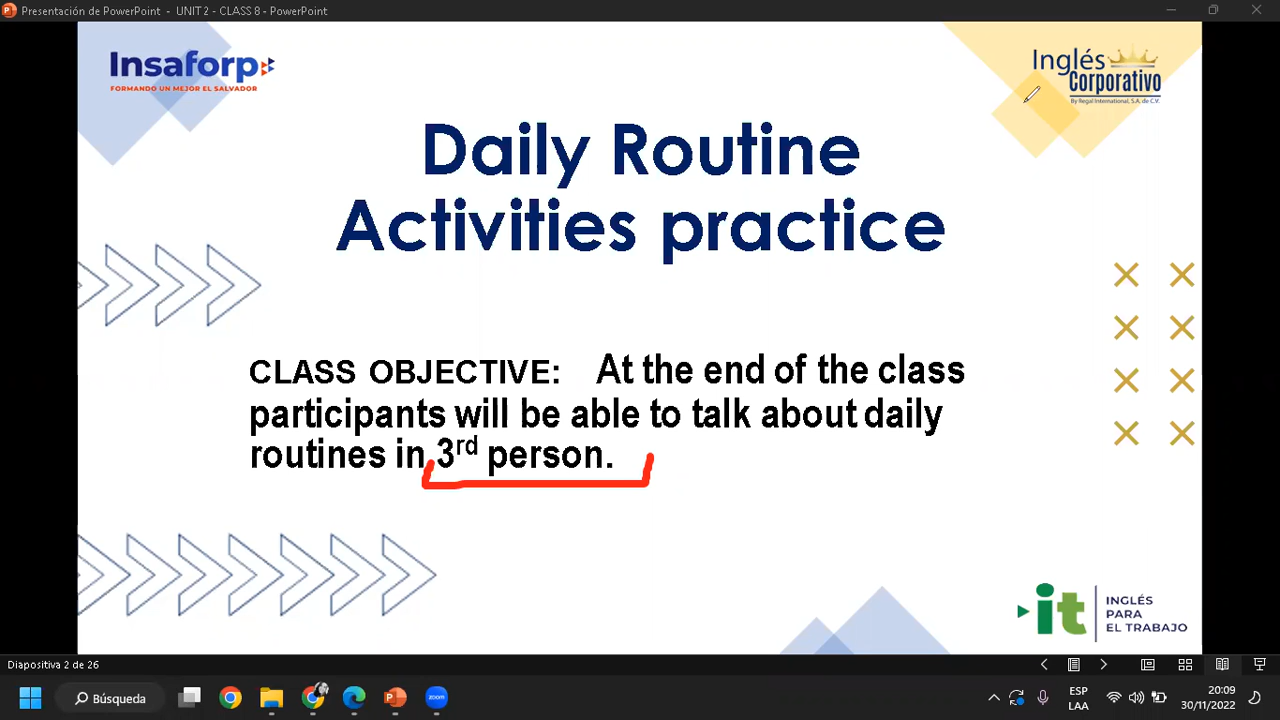 Presentación de PowerPoint - UNIT 2 - CLASS 8 - PowerPoint
Insaforp
FORMANDO UN MEJOR EL SALVADOR
Inglés
Corporativo
By Regal International, S.A. de C.V.
Daily Routine
Activities practice
CLASS OBJECTIVE: At the end of the class
participants will be able to talk about daily
routines in 3rd person.
it
INGLÉS
PARA
EL TRABAJO
Diapositiva 2 de 26
Búsqueda
zoom
ESP
LAA
20:09
30/11/2022